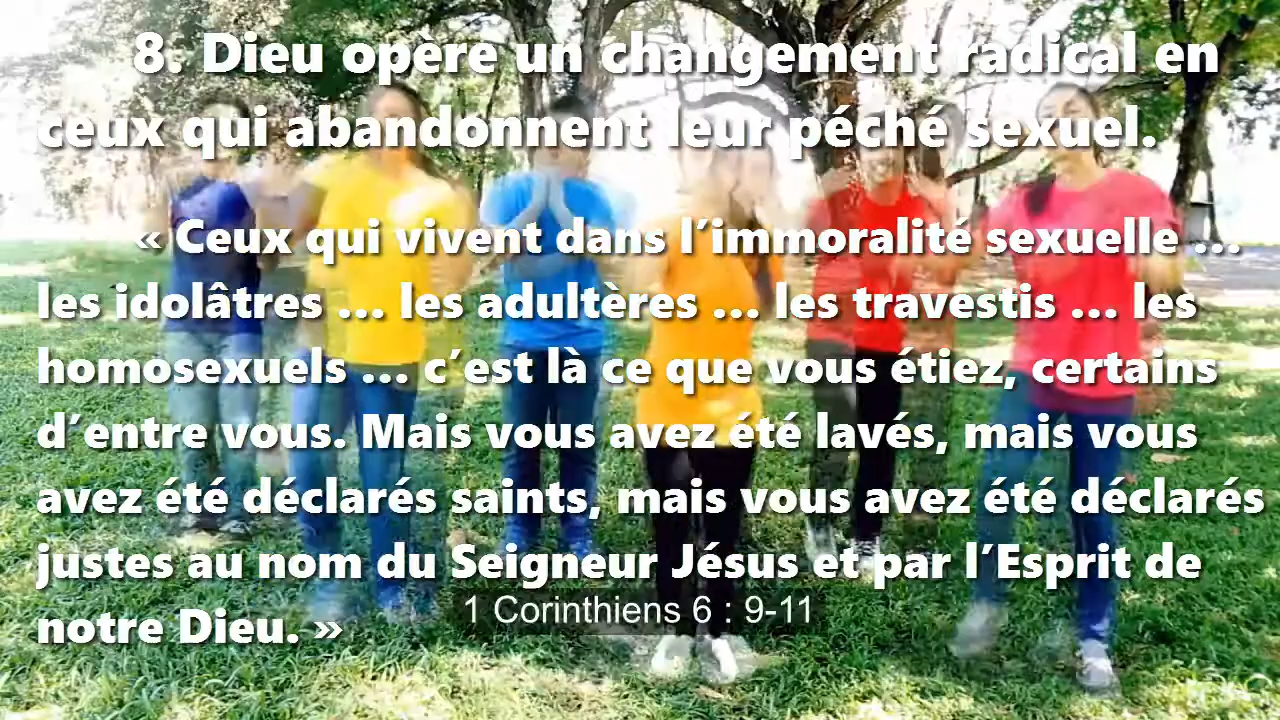 8. Dieu opère un changement radical en
ceux qui abandonnent leur péché sexuel.
« Ceux qui vivent dans l’immoralité sexuelle …
les idolâtres … les adultères … les travestis … les
homosexuels … c’est là ce que vous étiez, certains
d’entre vous. Mais vous avez été lavés, mais vous
avez été déclarés saints, mais vous avez été déclarés
justes au nom du Seigneur Jésus et par l’Esprit de
notre Dieu. »
1 Corinthiens 6 : 9-11